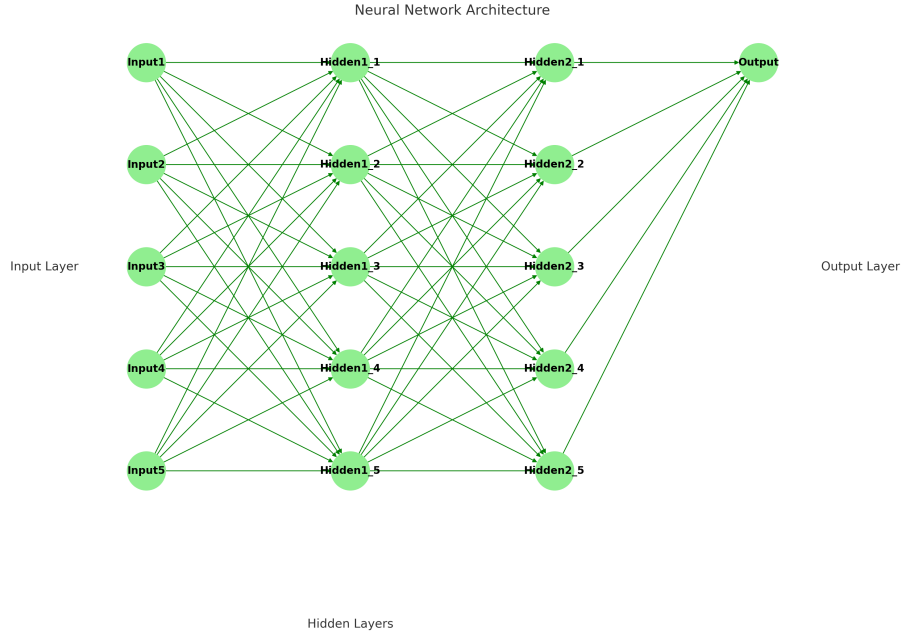 Neural Network Architecture
Input1 Hidden1_1 Hidden2_1 Output
Input2 Hidden1_2 Hidden2_2
Input Layer Input3 Hidden1_3 Hidden2_3 Output Layer
Input4 Hidden1_4 Hidden2_4
Input5 Hidden1_5 Hidden2_5
Hidden Layers